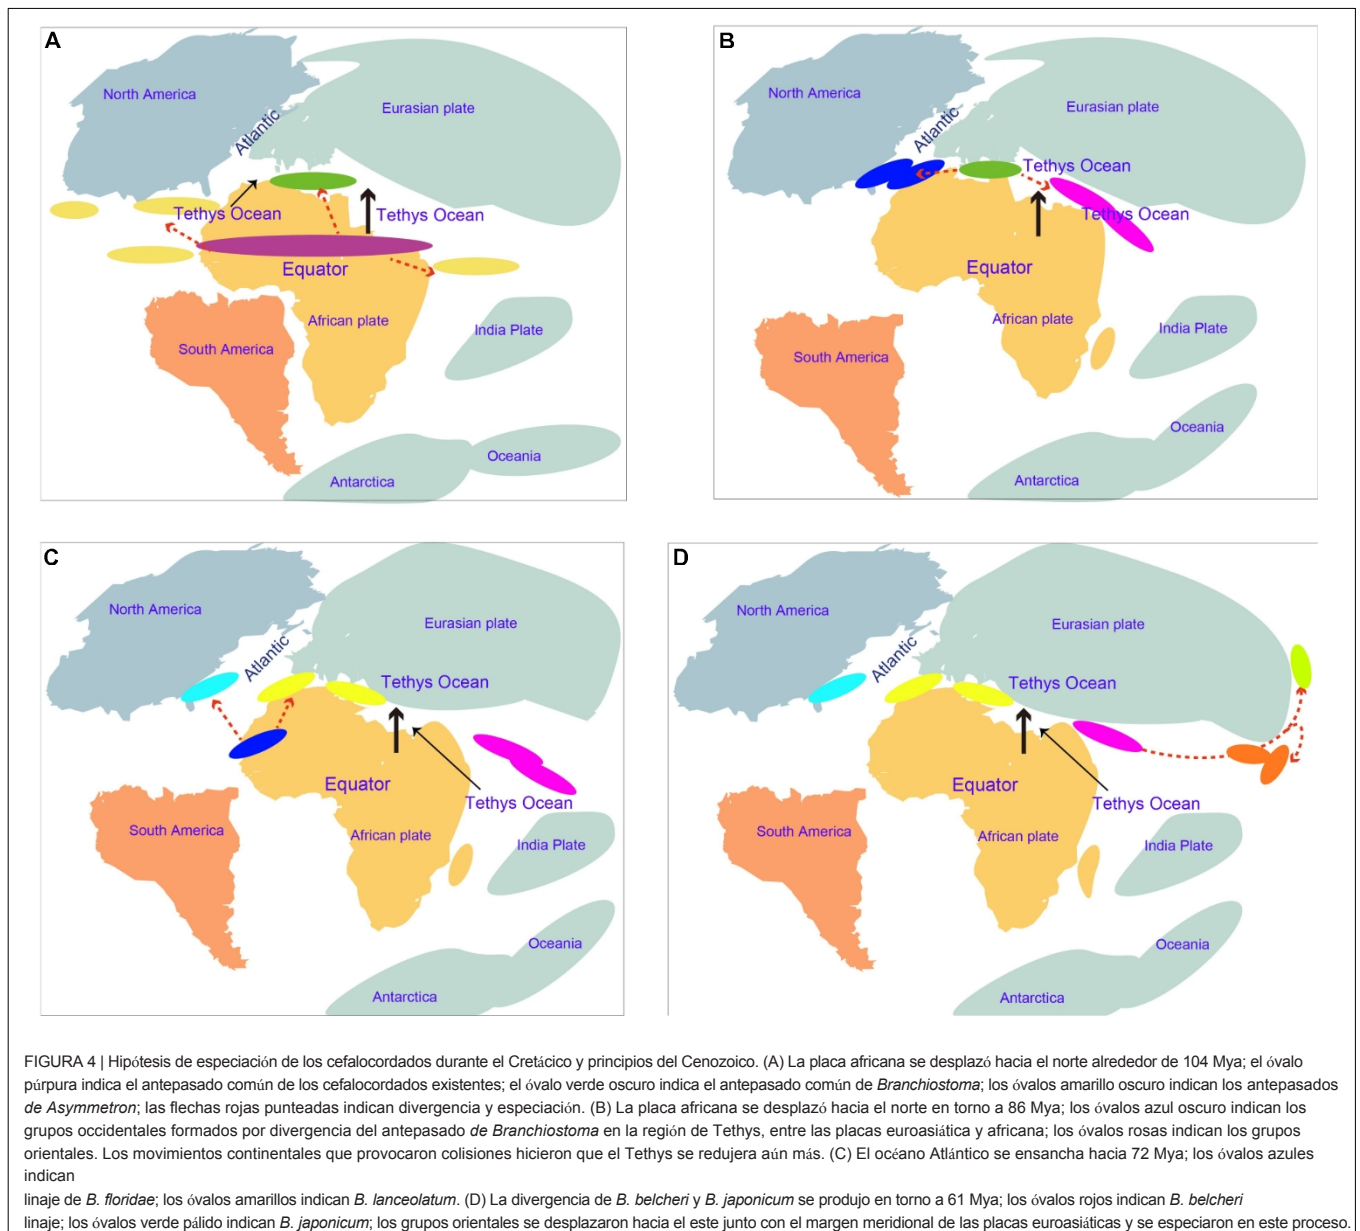 A
North America
Eurasian plate
Atlantic
Tethys Ocean
Tethys Ocean
Equator
African plate
India Plate
South America
Oceania
Antarctica
B
North America
Eurasian plate
Atlantic
Tethys Ocean
Tethys Ocean
Equator
African plate
India Plate
South America
Oceania
Antarctica
C
North America
Eurasian plate
Atlantic
Tethys Ocean
Equator
Tethys Ocean
South America
African plate
India Plate
Oceania
Antarctica
D
North America
Eurasian plate
Atlantic
Tethys Ocean
Equator
Tethys Ocean
South America
African plate
India Plate
Oceania
Antarctica
FIGURA 4 | Hipótesis de especiación de los cefalocordados durante el Cretácico y principios del Cenozoico. (A) La placa africana se desplazó hacia el norte alrededor de 104 Mya; el óvalo
púrpura indica el antepasado común de los cefalocordados existentes; el óvalo verde oscuro indica el antepasado común de Branchiostoma; los óvalos amarillo oscuro indican los antepasados
de Asymmetron; las flechas rojas punteadas indican divergencia y especiación. (B) La placa africana se desplazó hacia el norte en torno a 86 Mya; los óvalos azul oscuro indican los
grupos occidentales formados por divergencia del antepasado de Branchiostoma en la región de Tethys, entre las placas euroasiática y africana; los óvalos rosas indican los grupos
orientales. Los movimientos continentales que provocaron colisiones hicieron que el Tethys se redujera aún más. (C) El océano Atlántico se ensancha hacia 72 Mya; los óvalos azules
indican
linaje de B. floridae; los óvalos amarillos indican B. lanceolatum. (D) La divergencia de B. belcheri y B. japonicum se produjo en torno a 61 Mya; los óvalos rojos indican B. belcheri
linaje; los óvalos verde pálido indican B. japonicum; los grupos orientales se desplazaron hacia el este junto con el margen meridional de las placas euroasiáticas y se especiaron en este proceso.